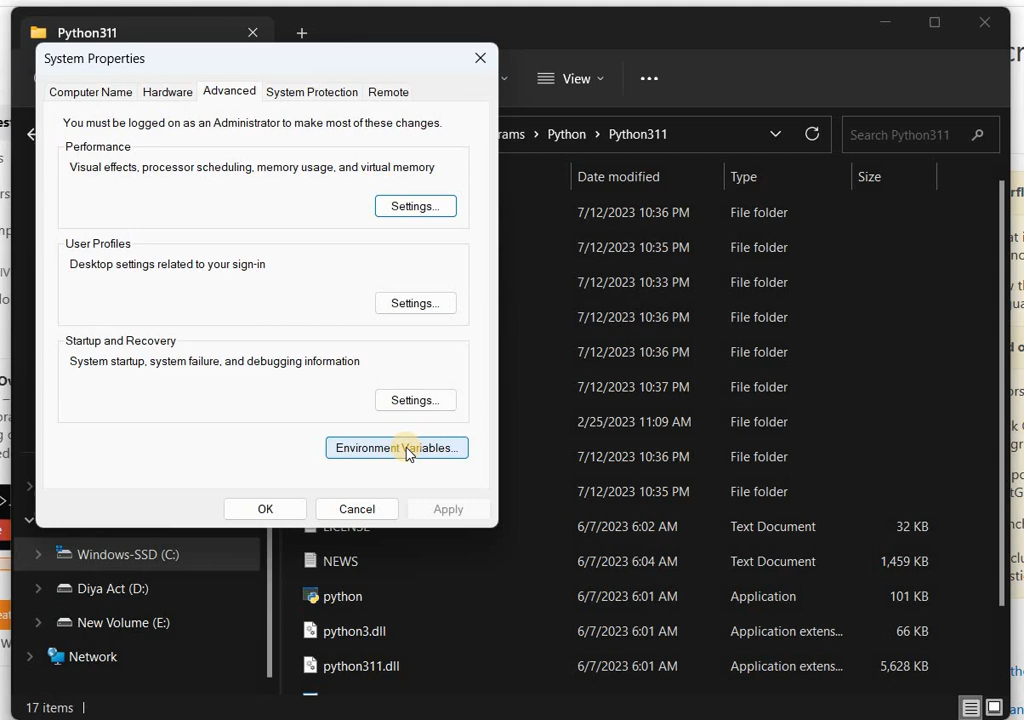 Python311
System Properties
Computer Name Hardware Advanced System Protection Remote
You must be logged on as an Administrator to make most of these changes.
Performance
Visual effects, processor scheduling, memory usage, and virtual memory
Settings...
User Profiles
Desktop settings related to your sign-in
Settings...
Startup and Recovery
System startup, system failure, and debugging information
Settings...
Environment Variables...
OK Cancel Apply
View
Python Python311
Search Python311
Date modified Type Size
7/12/2023 10:36 PM File folder
7/12/2023 10:35 PM File folder
7/12/2023 10:33 PM File folder
7/12/2023 10:36 PM File folder
7/12/2023 10:36 PM File folder
7/12/2023 10:37 PM File folder
2/25/2023 11:09 AM File folder
7/12/2023 10:36 PM File folder
7/12/2023 10:35 PM File folder
LICENSE 6/7/2023 6:02 AM Text Document 32 KB
NEWS 6/7/2023 6:04 AM Text Document 1,459 KB
python 6/7/2023 6:01 AM Application 101 KB
python3.dll 6/7/2023 6:01 AM Application extens... 66 KB
python311.dll 6/7/2023 6:01 AM Application extens... 5,628 KB
Windows-SSD (C:)
Diya Act (D:)
New Volume (E:)
Network
17 items